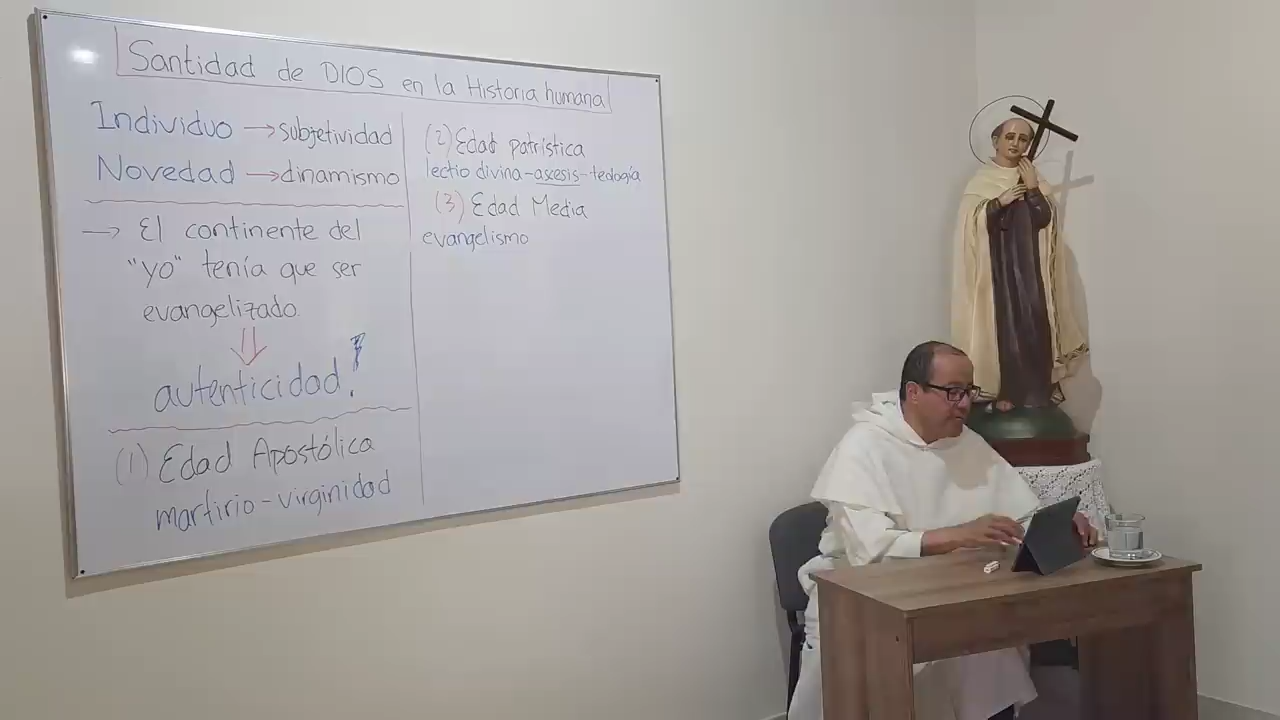 Santidad de DIOS en la Historia humana
Individuo → subjetividad
Novedad → dinamismo
→ El continente del
"yo" tenía que ser
evangelizado.
⇓
autenticidad!
(1) Edad Apostólica
martirio - virginidad
(2) Edad patrística
lectio divina - ascesis - teología
(3) Edad Media
evangelismo